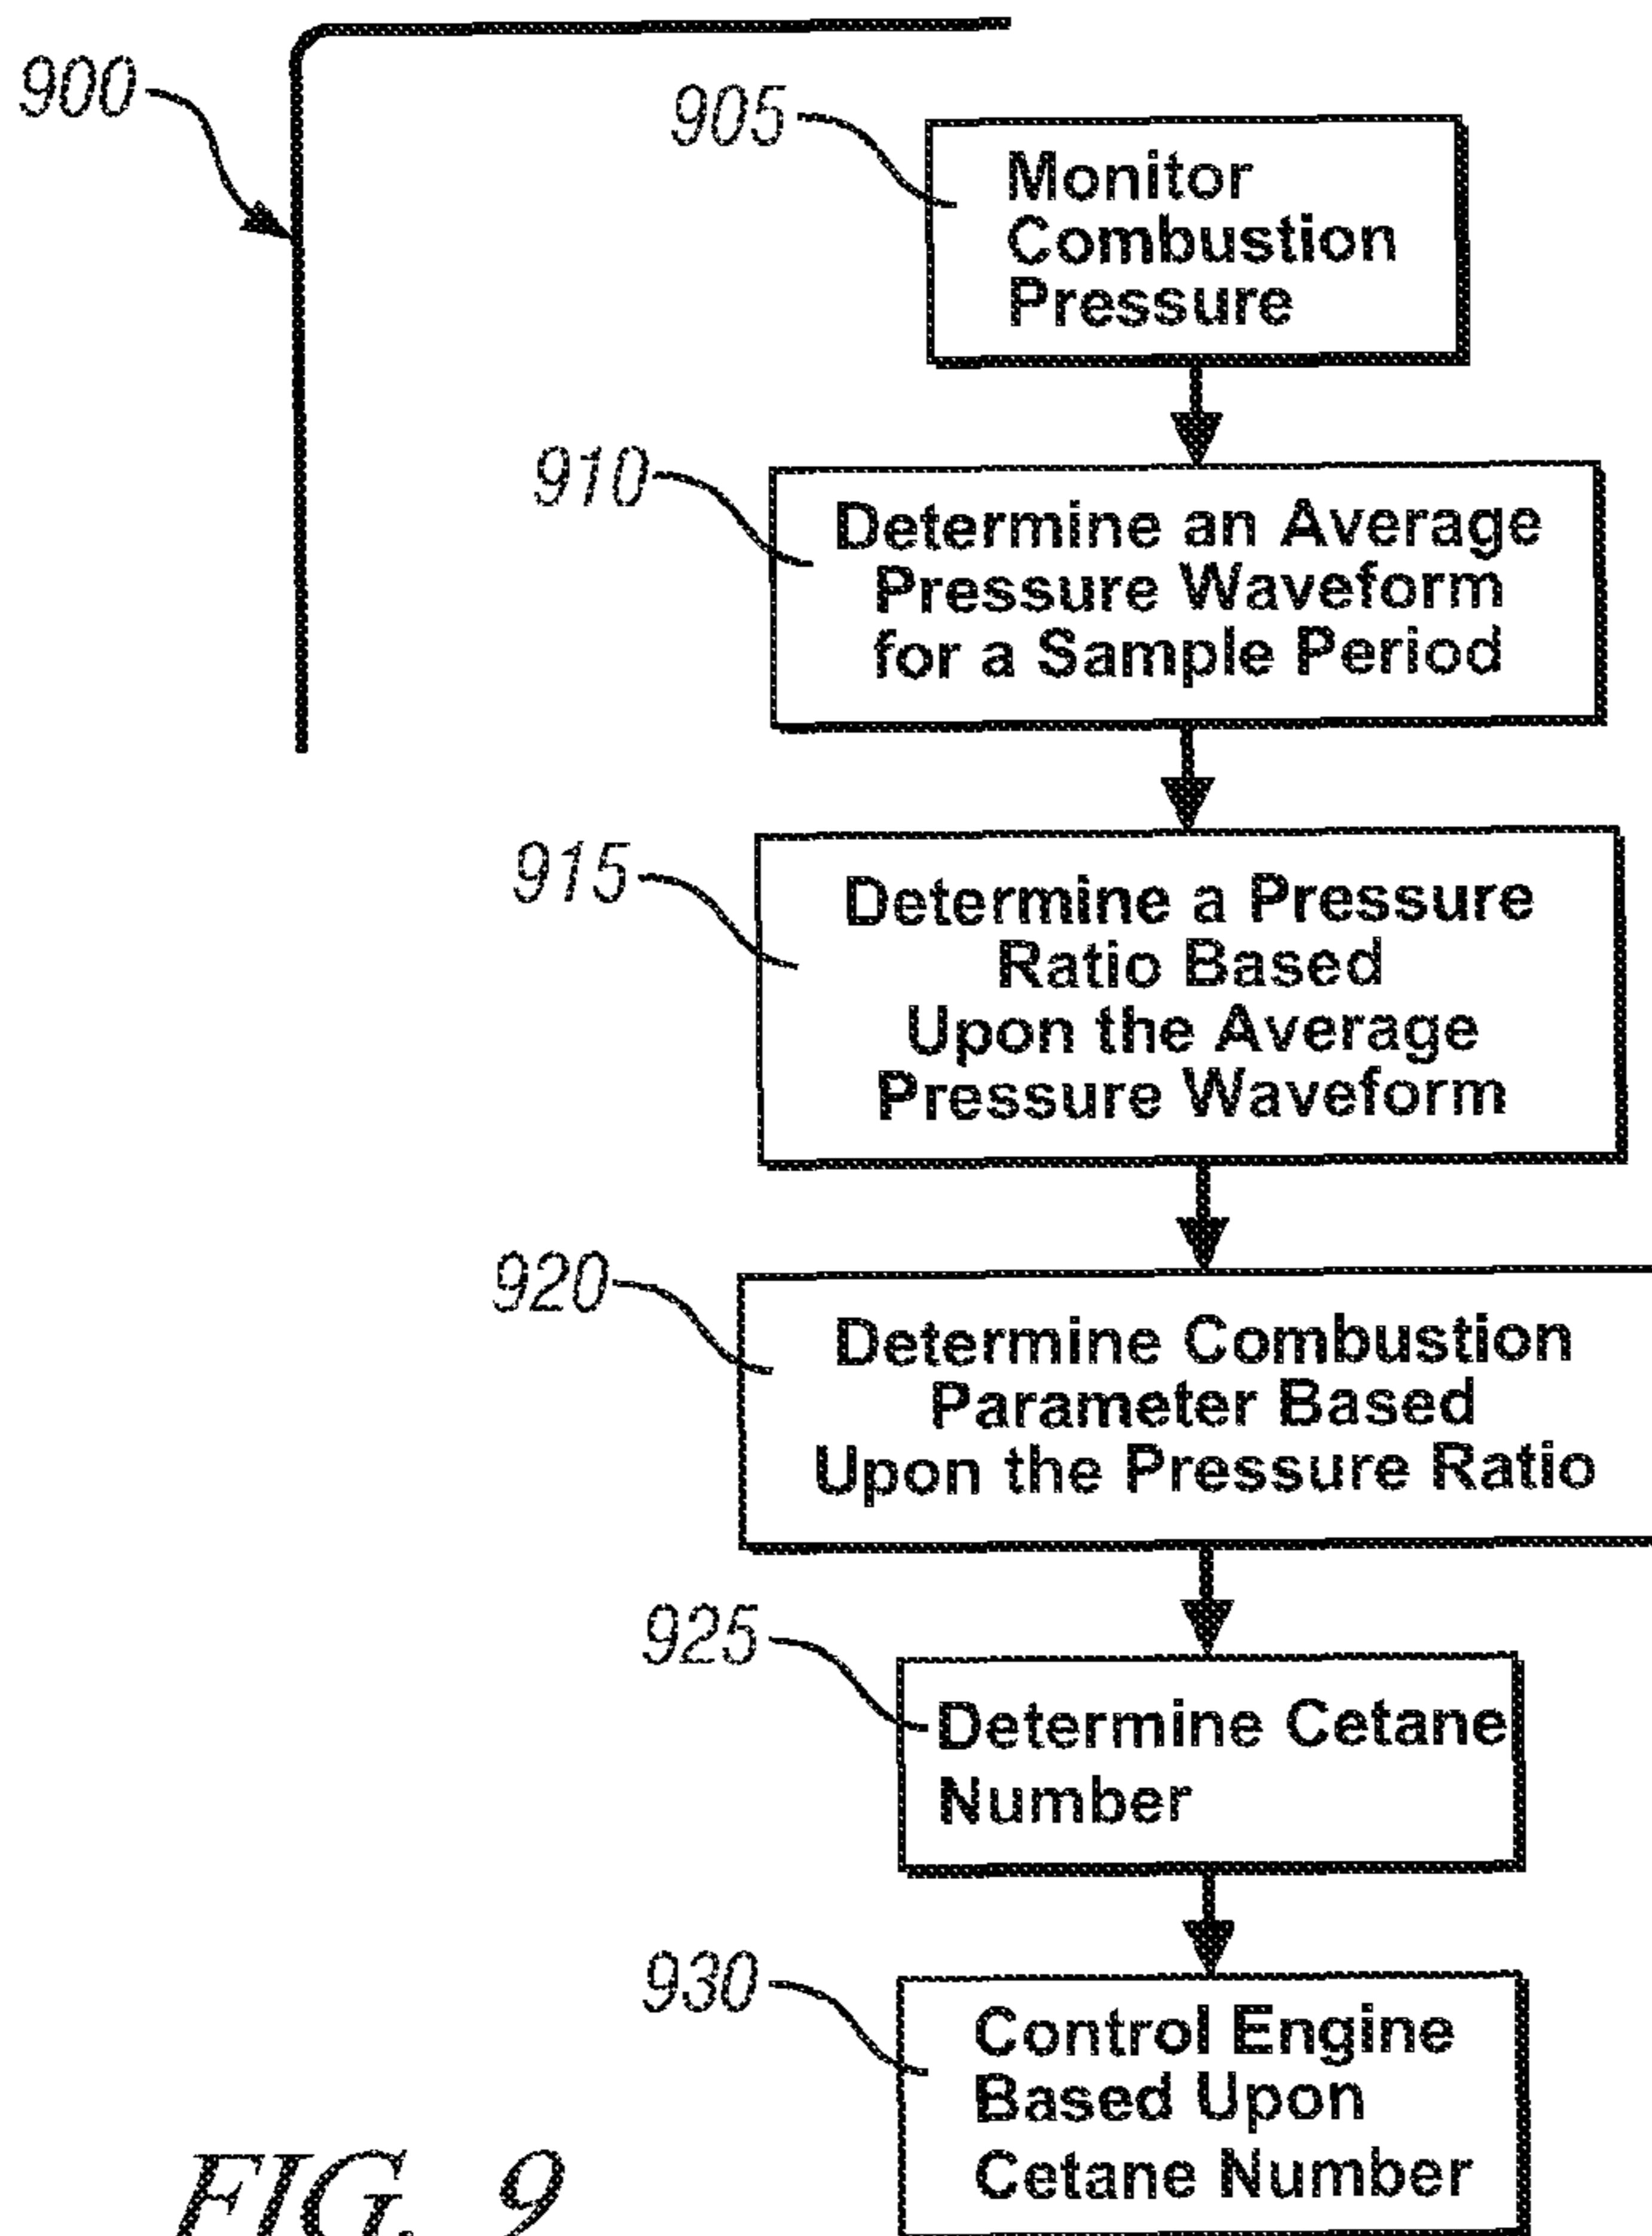 900
905
Monitor
Combustion
Pressure
910
Determine an Average
Pressure Waveform
for a Sample Period
915
Determine a Pressure
Ratio Based
Upon the Average
Pressure Waveform
920
Determine Combustion
Parameter Based
Upon the Pressure Ratio
925
Determine Cetane
Number
930
Control Engine
Based Upon
Cetane Number
FIG. 9